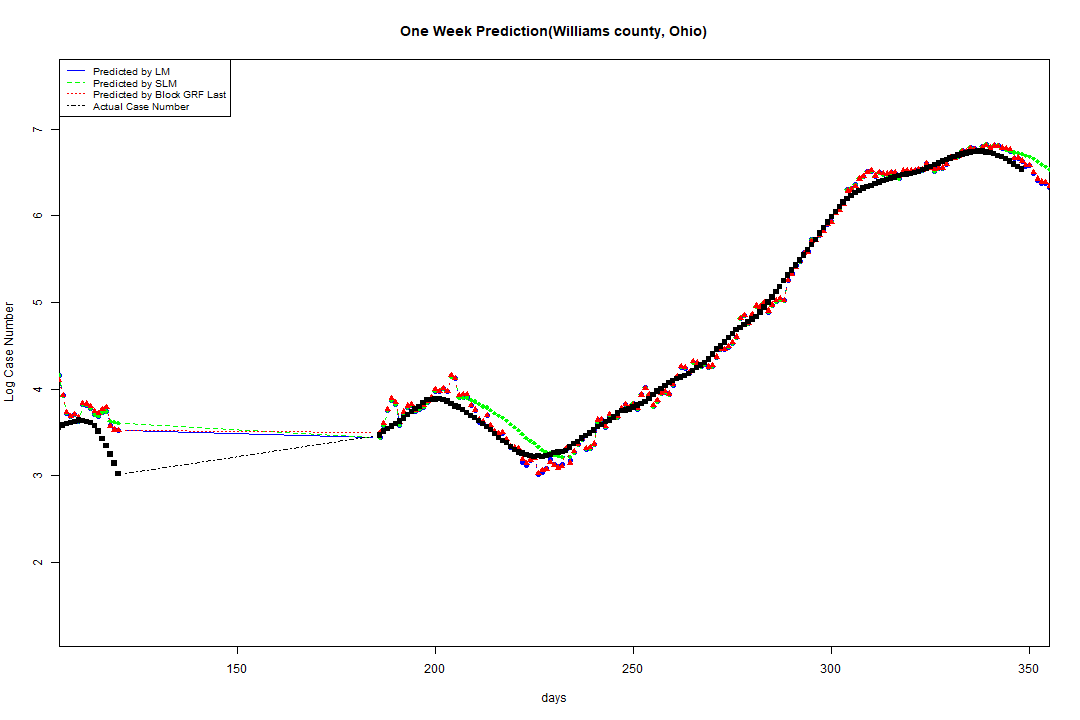 One Week Prediction(Williams county, Ohio)
Predicted by LM
Predicted by SLM
Predicted by Block GRF Last
Actual Case Number
7
6
5
4
3
2
Log Case Number
150
200
250
300
350
days